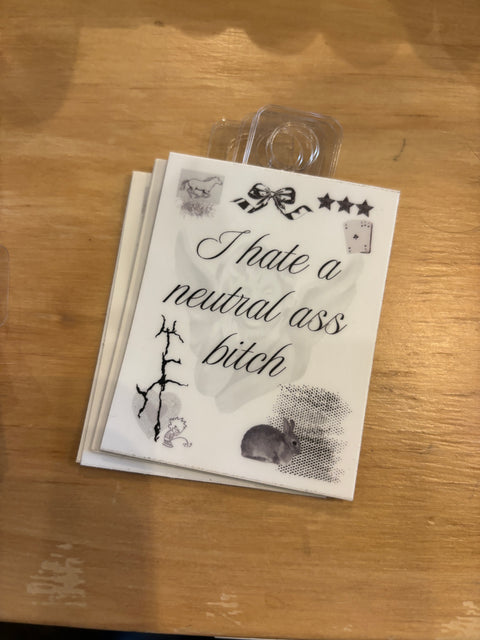 I hate a
neutral ass
bitch